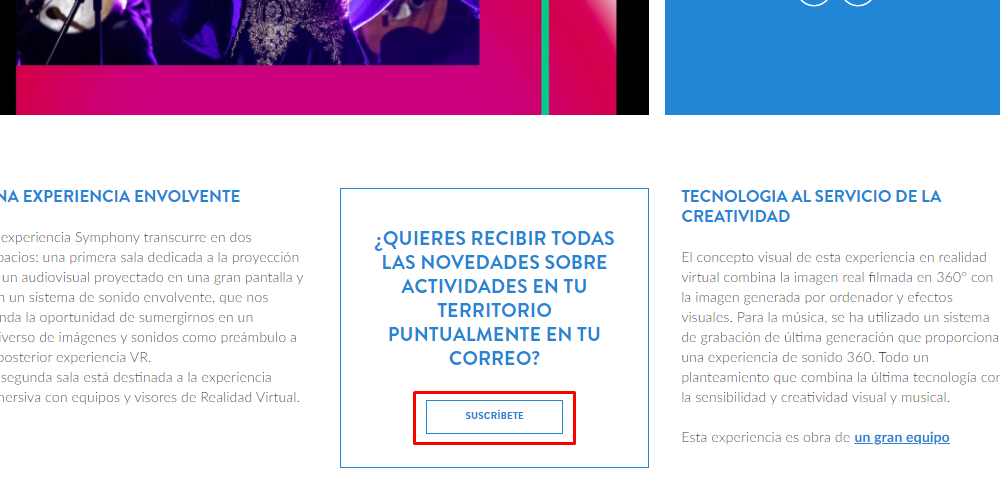 NA EXPERIENCIA ENVOLVENTE
experiencia Symphony transcurre en dos
pacios: una primera sala dedicada a la proyección
un audiovisual proyectado en una gran pantalla y
n un sistema de sonido envolvente, que nos
nda la oportunidad de sumergirnos en un
iverso de imágenes y sonidos como preámbulo a
posterior experiencia VR.
segunda sala está destinada a la experiencia
mersiva con equipos y visores de Realidad Virtual.
¿QUIERES RECIBIR TODAS
LAS NOVEDADES SOBRE
ACTIVIDADES EN TU
TERRITORIO
PUNTUALMENTE EN TU
CORREO?
SUSCRÍBETE
TECNOLOGIA AL SERVICIO DE LA
CREATIVIDAD
El concepto visual de esta experiencia en realidad
virtual combina la imagen real filmada en 360º con
la imagen generada por ordenador y efectos
visuales. Para la música, se ha utilizado un sistema
de grabación de última generación que proporciona
una experiencia de sonido 360. Todo un
planteamiento que combina la última tecnología con
la sensibilidad y creatividad visual y musical.
Esta experiencia es obra de un gran equipo